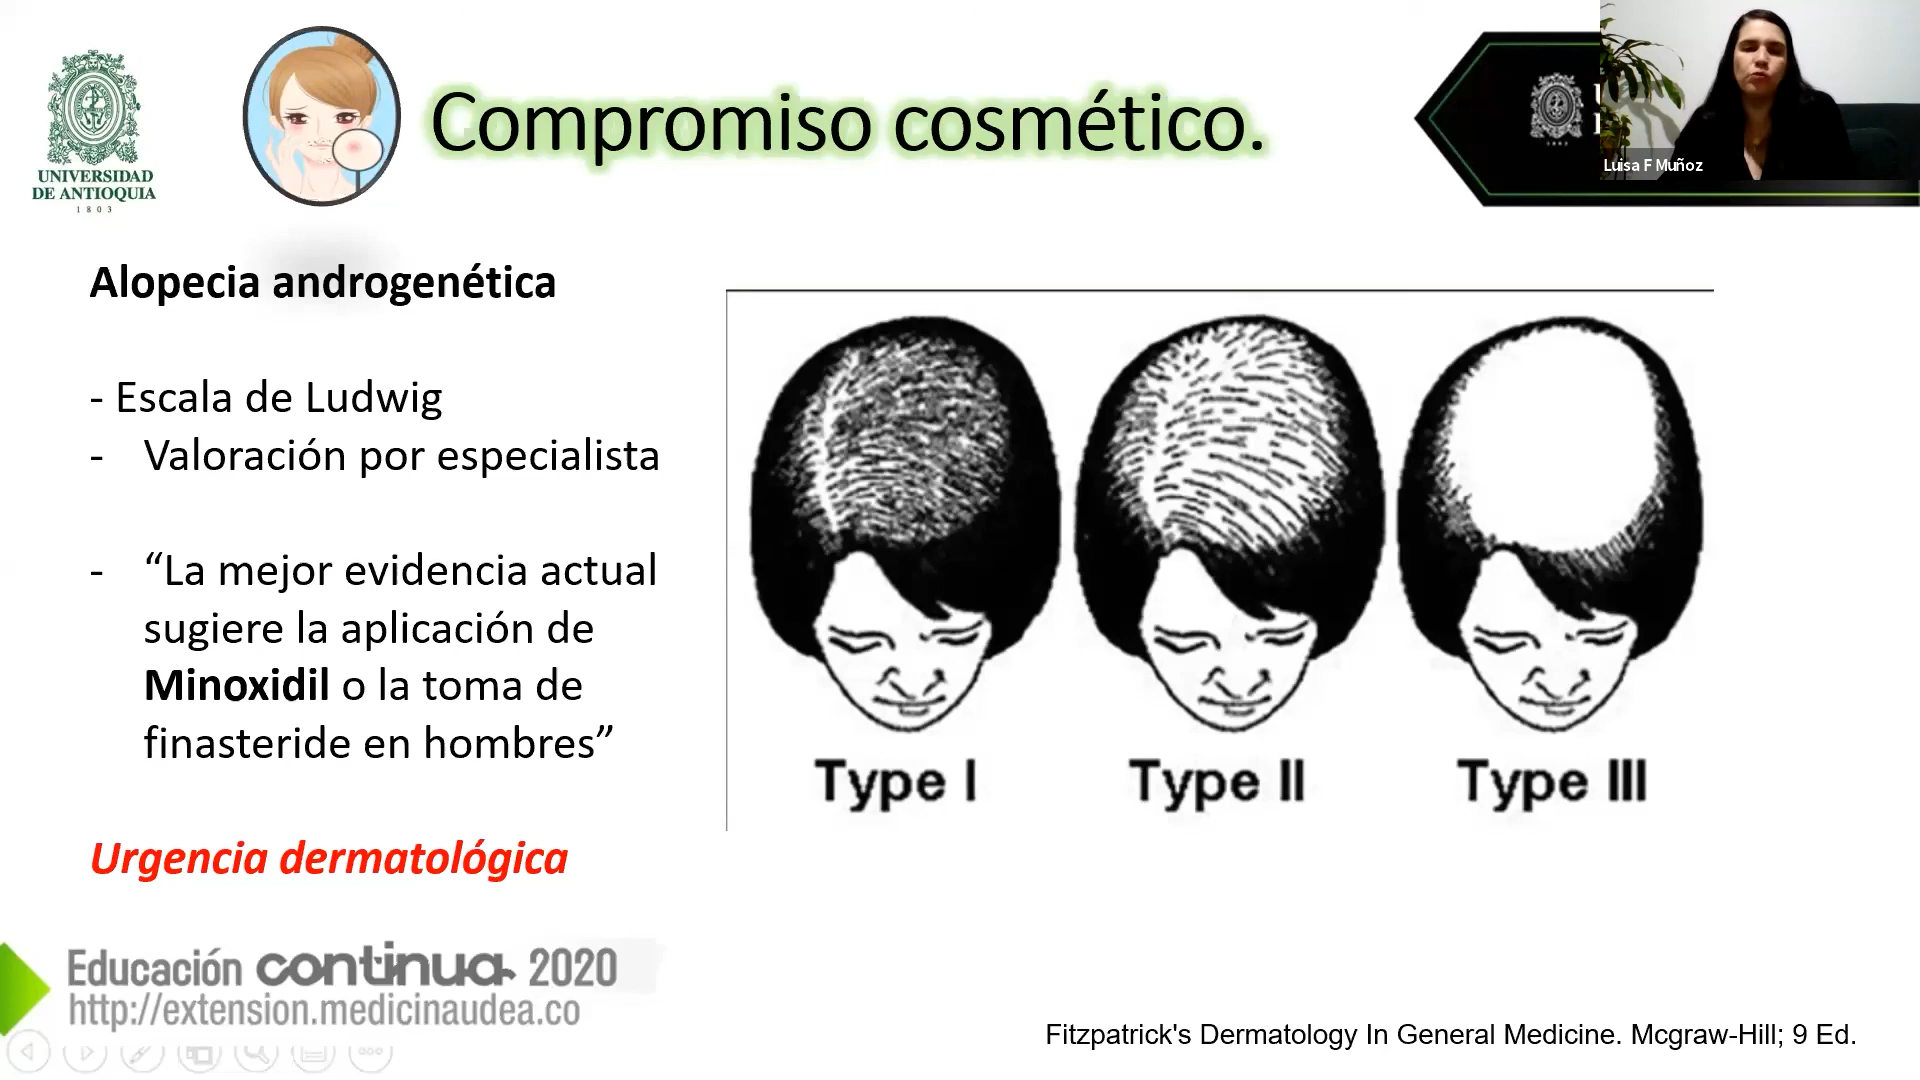 UNIVERSIDAD
DE ANTIOQUIA
1803
Compromiso cosmético.
Luisa F Muñoz
Alopecia androgenética
- Escala de Ludwig
- Valoración por especialista
- “La mejor evidencia actual
sugiere la aplicación de
Minoxidil o la toma de
finasteride en hombres”
Urgencia dermatológica
Type I
Type II
Type III
Educación continua 2020
http://extension.medicinaudea.co
Fitzpatrick's Dermatology In General Medicine. Mcgraw-Hill; 9 Ed.